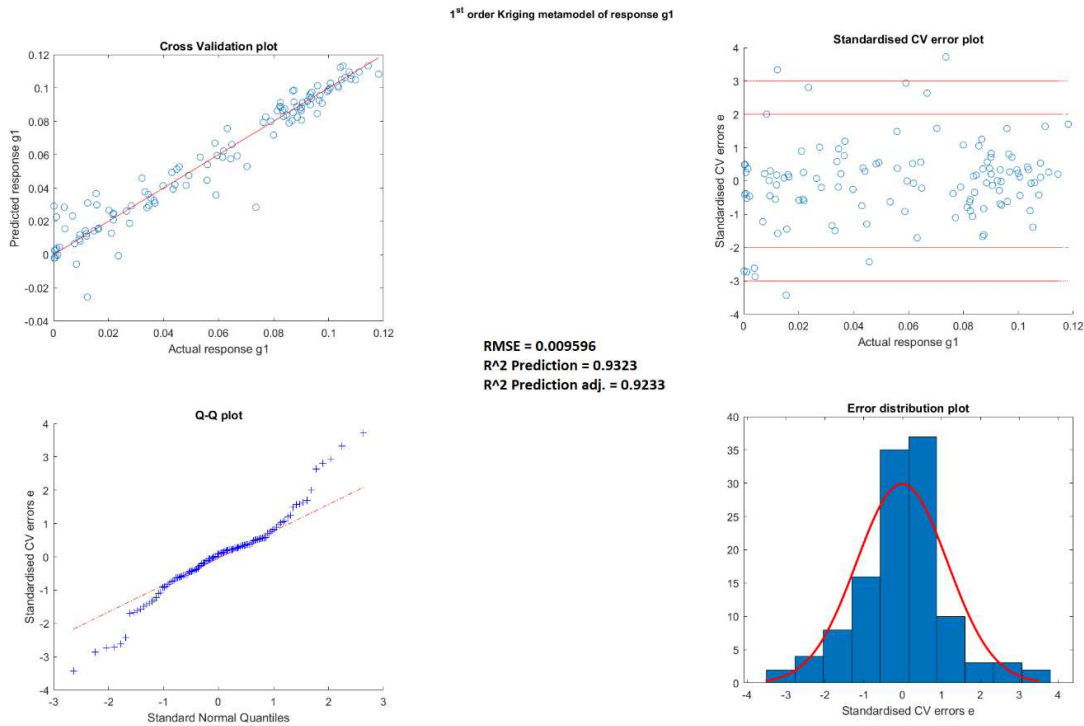 1st order Kriging metamodel of response g1
Cross Validation plot
0.12
0.1
0.08
0.06
0.04
0.02
0
-0.02
-0.04
Predicted response g1
0 0.02 0.04 0.06 0.08 0.1 0.12
Actual response g1
Standardised CV error plot
4
3
2
1
0
-1
-2
-3
-4
Standardised CV errors e
0 0.02 0.04 0.06 0.08 0.1 0.12
Actual response g1
RMSE = 0.009596
R^2 Prediction = 0.9323
R^2 Prediction adj. = 0.9233
Q-Q plot
4
3
2
1
0
-1
-2
-3
-4
Standardised CV errors e
-3 -2 -1 0 1 2 3
Standard Normal Quantiles
Error distribution plot
40
35
30
25
20
15
10
5
0
-4 -3 -2 -1 0 1 2 3 4
Standardised CV errors e